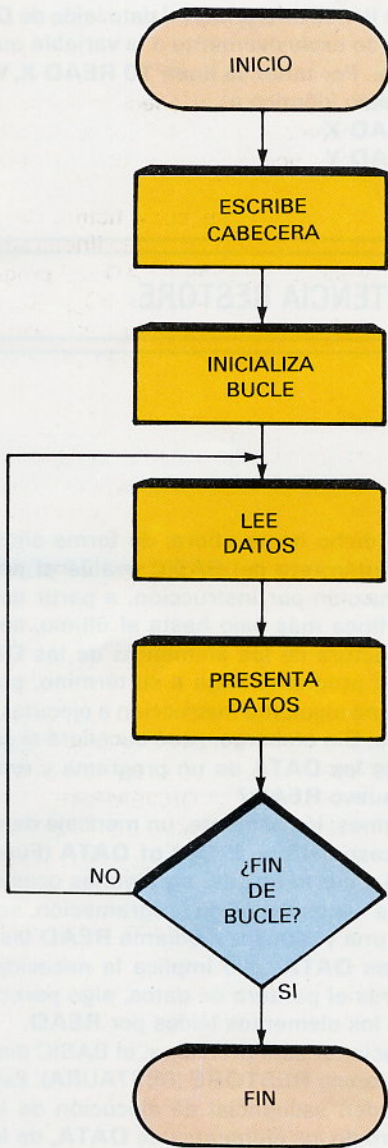 INICIO
ESCRIBE
CABECERA
INICIALIZA
BUCLE
LEE
DATOS
PRESENTA
DATOS
¿FIN
DE
BUCLE?
NO
SI
FIN